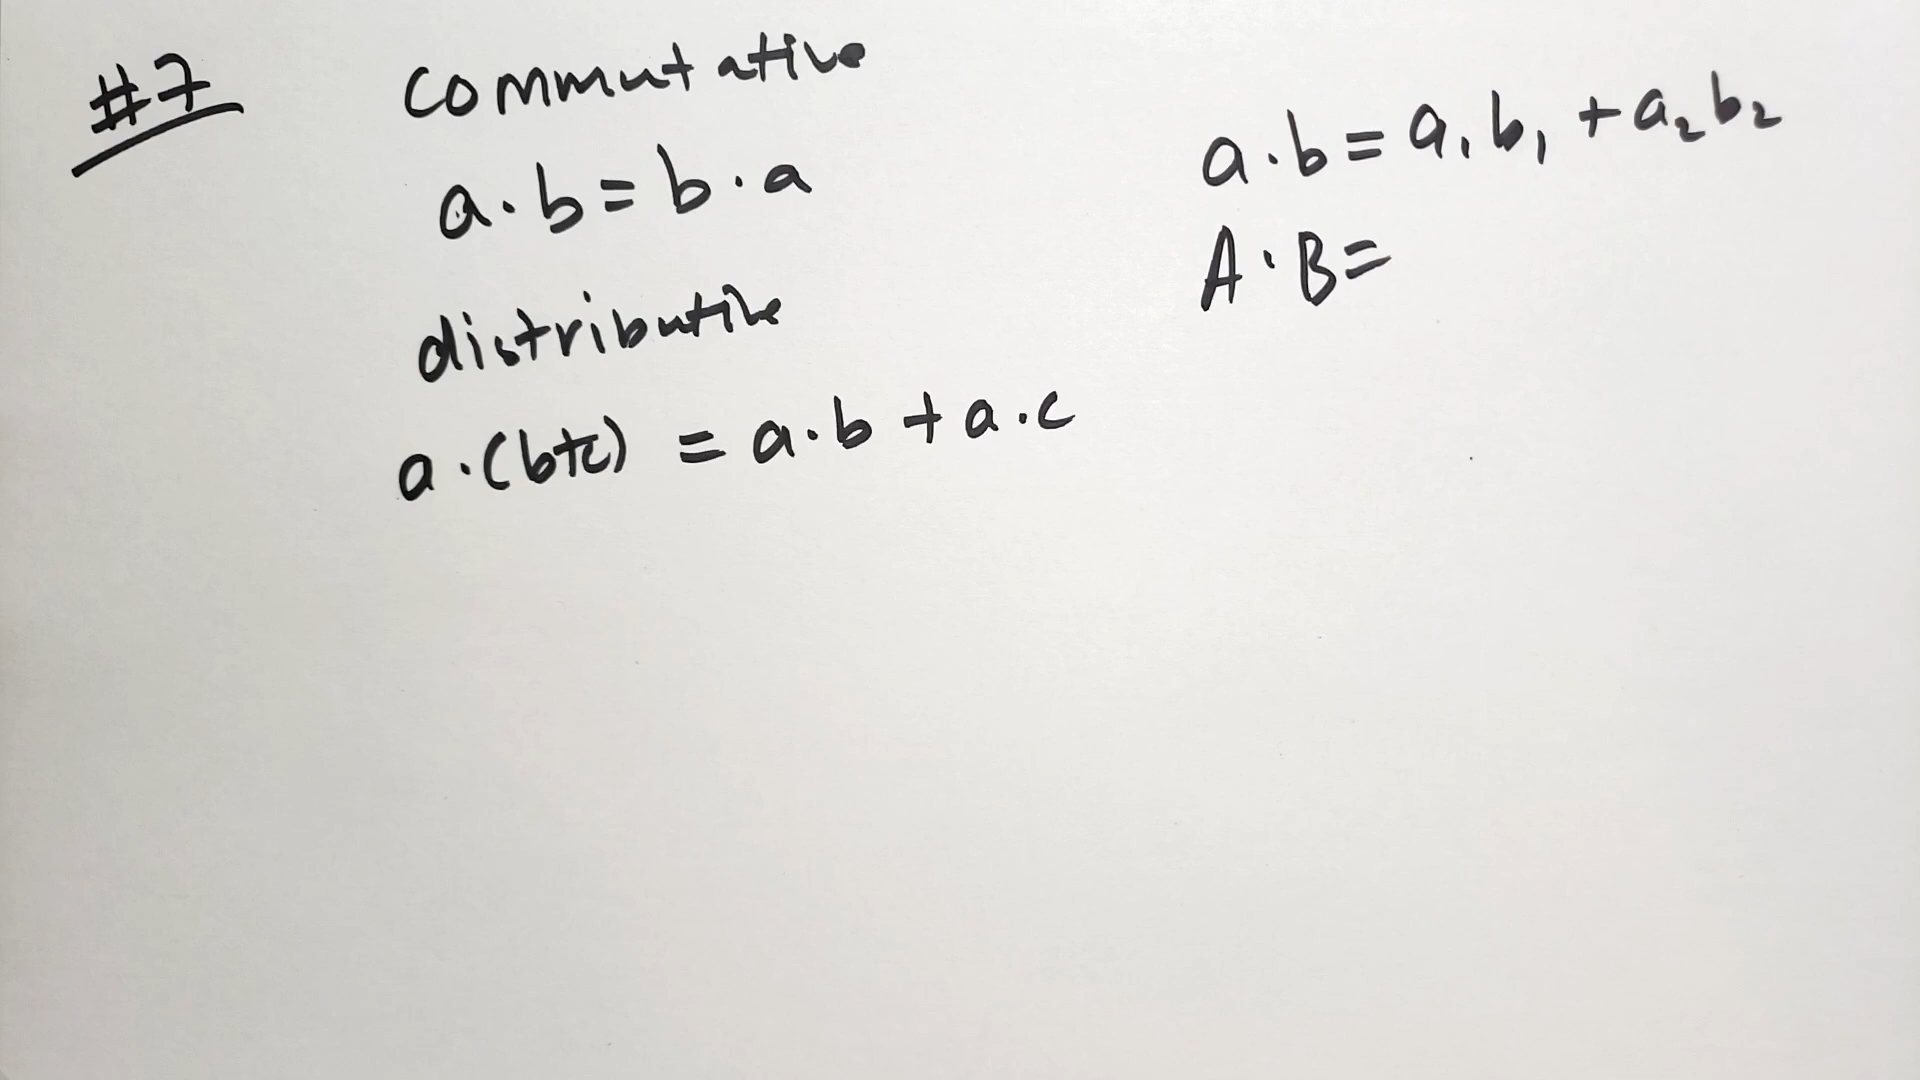 #7
commutative
a·b = b·a
distributive
a·(b+c) = a·b + a·c
a·b = a₁b₁ + a₂b₂
A·B =